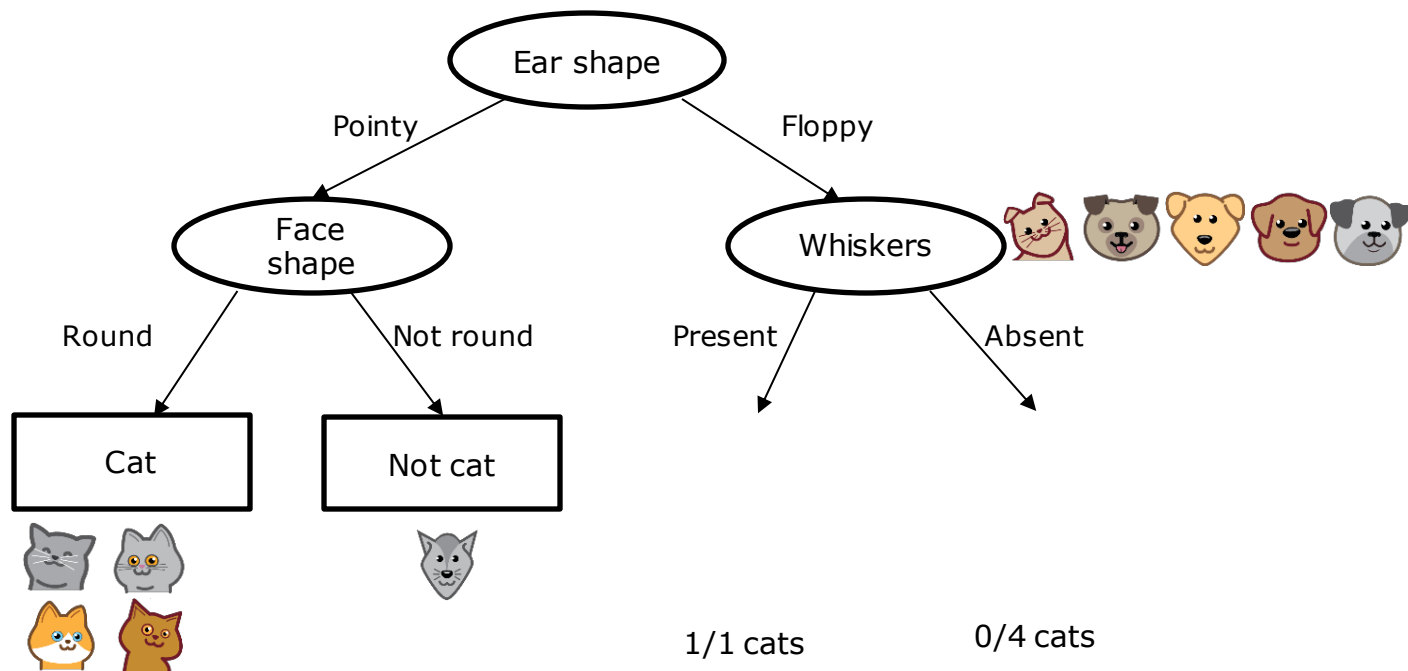 Ear shape
Pointy
Floppy
Face
shape
Whiskers
Round
Not round
Present
Absent
Cat
Not cat
1/1 cats
0/4 cats